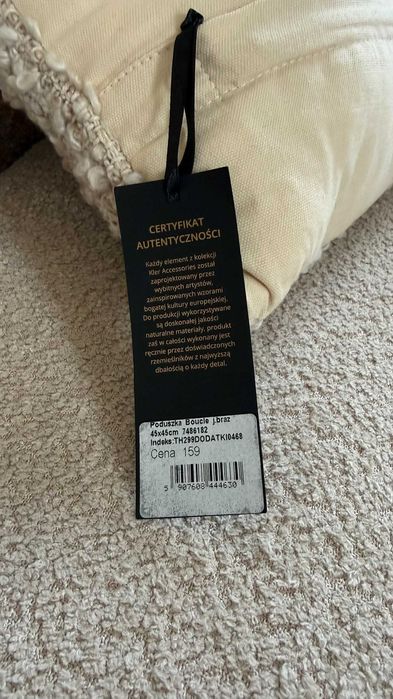 CERTYFIKAT
AUTENTYCZNOŚCI
Każdy element z kolekcji
Kler Accessories został
zaprojektowany przez
wybitnych artystów,
zainspirowanych wzorami
bogatej kultury europejskiej.
Do produkcji wykorzystywane
są doskonałej jakości
naturalne materiały, produkt
zaś w całości wykonany jest
ręcznie przez doświadczonych
rzemieślników z najwyższą
dbałością o każdy detal.
Poduszka Boucle j.braz
45x45cm 7486182
Indeks:TH299DODATKI0468
Cena 159
5 907608 444630